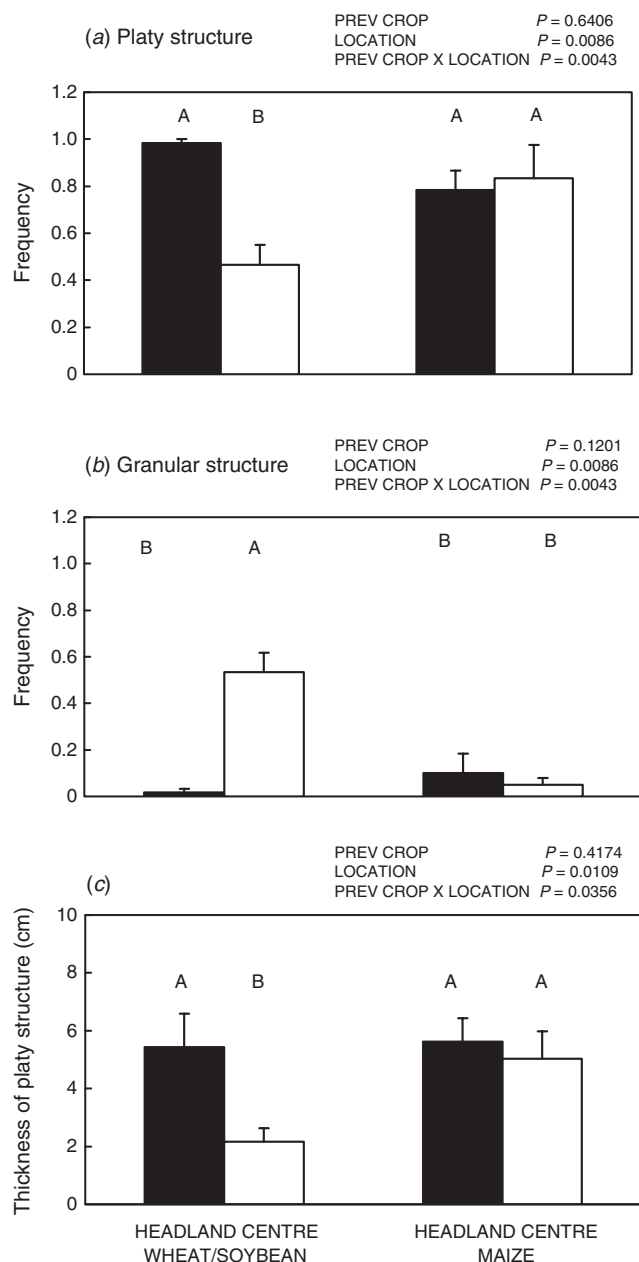 (a) Platy structure
PREV CROP P = 0.6406
LOCATION P = 0.0086
PREV CROP X LOCATION P = 0.0043
1.2
1.0
0.8
0.6
0.4
0.2
0
Frequency
A B A A
(b) Granular structure
PREV CROP P = 0.1201
LOCATION P = 0.0086
PREV CROP X LOCATION P = 0.0043
1.2
1.0
0.8
0.6
0.4
0.2
0
Frequency
B A B B
(c)
PREV CROP P = 0.4174
LOCATION P = 0.0109
PREV CROP X LOCATION P = 0.0356
10
8
6
4
2
0
Thickness of platy structure (cm)
A B A A
HEADLAND CENTRE HEADLAND CENTRE
WHEAT/SOYBEAN MAIZE